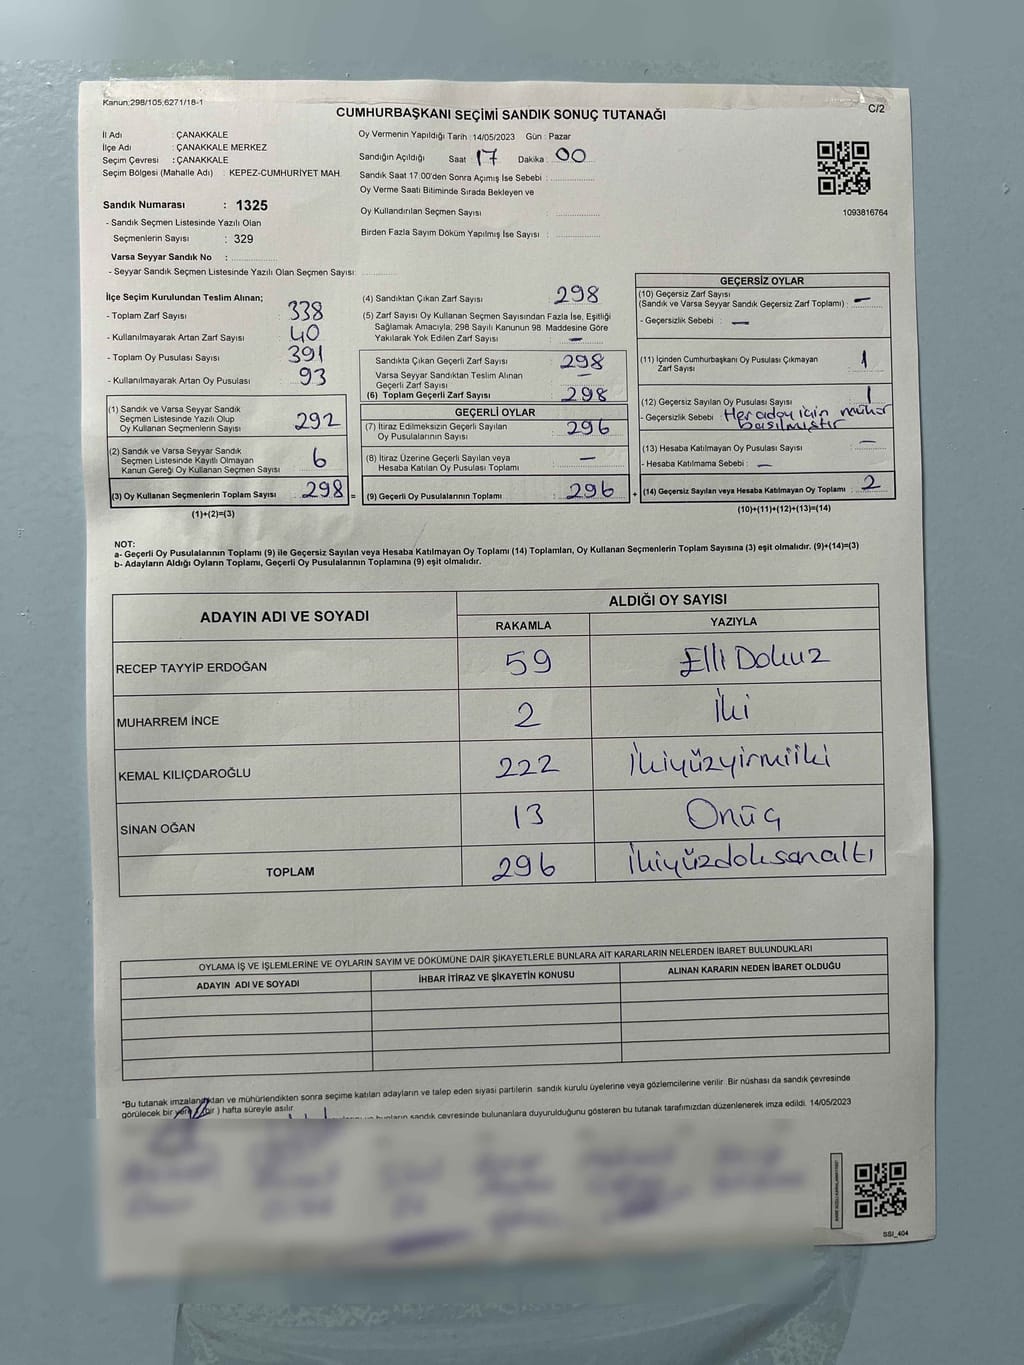 Kanun:298/105,6271/18-1
C/2
CUMHURBAŞKANI SEÇİMİ SANDIK SONUÇ TUTANAĞI
İl Adı : ÇANAKKALE
İlçe Adı : ÇANAKKALE MERKEZ
Seçim Çevresi : ÇANAKKALE
Seçim Bölgesi (Mahalle Adı) : KEPEZ-CUMHURİYET MAH.
Sandık Numarası : 1325
- Sandık Seçmen Listesinde Yazılı Olan
Seçmenlerin Sayısı : 329
Varsa Seyyar Sandık No :
- Seyyar Sandık Seçmen Listesinde Yazılı Olan Seçmen Sayısı:
Oy Vermenin Yapıldığı Tarih : 14/05/2023 Gün : Pazar
Sandığın Açıldığı Saat : 17 Dakika : 00
Sandık Saat 17:00'den Sonra Açımış İse Sebebi :
Oy Verme Saati Bitiminde Sırada Bekleyen ve
Oy Kullandırılan Seçmen Sayısı :
Birden Fazla Sayım Döküm Yapılmış İse Sayısı :
1093816764
İlçe Seçim Kurulundan Teslim Alınan;
- Toplam Zarf Sayısı : 338
- Kullanılmayarak Artan Zarf Sayısı : 40
- Toplam Oy Pusulası Sayısı : 391
- Kullanılmayarak Artan Oy Pusulası : 93
(1) Sandık ve Varsa Seyyar Sandık
Seçmen Listesinde Yazılı Olup
Oy Kullanan Seçmenlerin Sayısı : 292
(2) Sandık ve Varsa Seyyar Sandık
Seçmen Listesinde Kayıtlı Olmayan
Kanun Gereği Oy Kullanan Seçmen Sayısı : 6
(3) Oy Kullanan Seçmenlerin Toplam Sayısı : 298 =
(1)+(2)=(3)
(4) Sandıktan Çıkan Zarf Sayısı : 298
(5) Zarf Sayısı Oy Kullanan Seçmen Sayısından Fazla İse, Eşitliği
Sağlamak Amacıyla, 298 Sayılı Kanunun 98. Maddesine Göre
Yakılarak Yok Edilen Zarf Sayısı : —
Sandıkta Çıkan Geçerli Zarf Sayısı : 298
Varsa Seyyar Sandıktan Teslim Alınan
Geçerli Zarf Sayısı : —
(6) Toplam Geçerli Zarf Sayısı : 298
GEÇERLİ OYLAR
(7) İtiraz Edilmeksizin Geçerli Sayılan
Oy Pusulalarının Sayısı : 296
(8) İtiraz Üzerine Geçerli Sayılan veya
Hesaba Katılan Oy Pusulası Toplamı : —
(9) Geçerli Oy Pusulalarının Toplamı : 296 +
GEÇERSİZ OYLAR
(10) Geçersiz Zarf Sayısı
(Sandık ve Varsa Seyyar Sandık Geçersiz Zarf Toplamı) : —
- Geçersizlik Sebebi : —
(11) İçinden Cumhurbaşkanı Oy Pusulası Çıkmayan
Zarf Sayısı : 1
(12) Geçersiz Sayılan Oy Pusulası Sayısı : 1
- Geçersizlik Sebebi : Her aday için mühür
basılmıştır
(13) Hesaba Katılmayan Oy Pusulası Sayısı : —
- Hesaba Katılmama Sebebi : —
(14) Geçersiz Sayılan veya Hesaba Katılmayan Oy Toplamı : 2
(10)+(11)+(12)+(13)=(14)
NOT:
a- Geçerli Oy Pusulalarının Toplamı (9) ile Geçersiz Sayılan veya Hesaba Katılmayan Oy Toplamı (14) Toplamları, Oy Kullanan Seçmenlerin Toplam Sayısına (3) eşit olmalıdır. (9)+(14)=(3)
b- Adayların Aldığı Oyların Toplamı, Geçerli Oy Pusulalarının Toplamına (9) eşit olmalıdır.
ADAYIN ADI VE SOYADI ALDIĞI OY SAYISI
RAKAMLA YAZIYLA
RECEP TAYYİP ERDOĞAN 59 Elli Dokuz
MUHARREM İNCE 2 İki
KEMAL KILIÇDAROĞLU 222 İkiyüzyirmiiki
SİNAN OĞAN 13 Onüç
TOPLAM 296 İkiyüzdoksanaltı
OYLAMA İŞ VE İŞLEMLERİNE VE OYLARIN SAYIM VE DÖKÜMÜNE DAİR ŞİKAYETLERLE BUNLARA AİT KARARLARIN NELERDEN İBARET BULUNDUKLARI
ADAYIN ADI VE SOYADI İHBAR İTİRAZ VE ŞİKAYETİN KONUSU ALINAN KARARIN NEDEN İBARET OLDUĞU
*Bu tutanak imzalandıktan ve mühürlendikten sonra seçime katılan adayların ve talep eden siyasi partilerin sandık kurulu üyelerine veya gözlemcilerine verilir. Bir nüshası da sandık çevresinde
görülecek bir yere (bir) hafta süreyle asılır.
bunların sandık çevresinde bulunanlara duyurulduğunu gösteren bu tutanak tarafımızdan düzenlenerek imza edildi. 14/05/2023
SSI_404